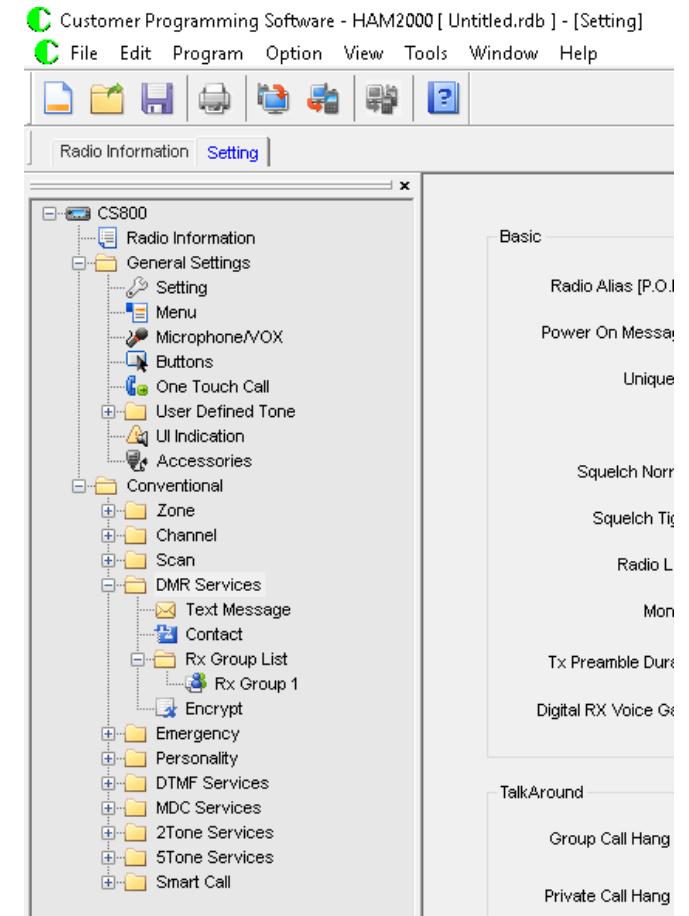 Customer Programming Software - HAM2000 [ Untitled.rdb ] - [Setting]
File Edit Program Option View Tools Window Help
Radio Information Setting
x
CS800
Radio Information
General Settings
Setting
Menu
Microphone/VOX
Buttons
One Touch Call
User Defined Tone
UI Indication
Accessories
Conventional
Zone
Channel
Scan
DMR Services
Text Message
Contact
Rx Group List
Rx Group 1
Encrypt
Emergency
Personality
DTMF Services
MDC Services
2Tone Services
5Tone Services
Smart Call
Basic
Radio Alias [P.O.
Power On Messa
Unique
Squelch Norr
Squelch Tig
Radio L
Mon
Tx Preamble Dura
Digital RX Voice Ga
TalkAround
Group Call Hang
Private Call Hang